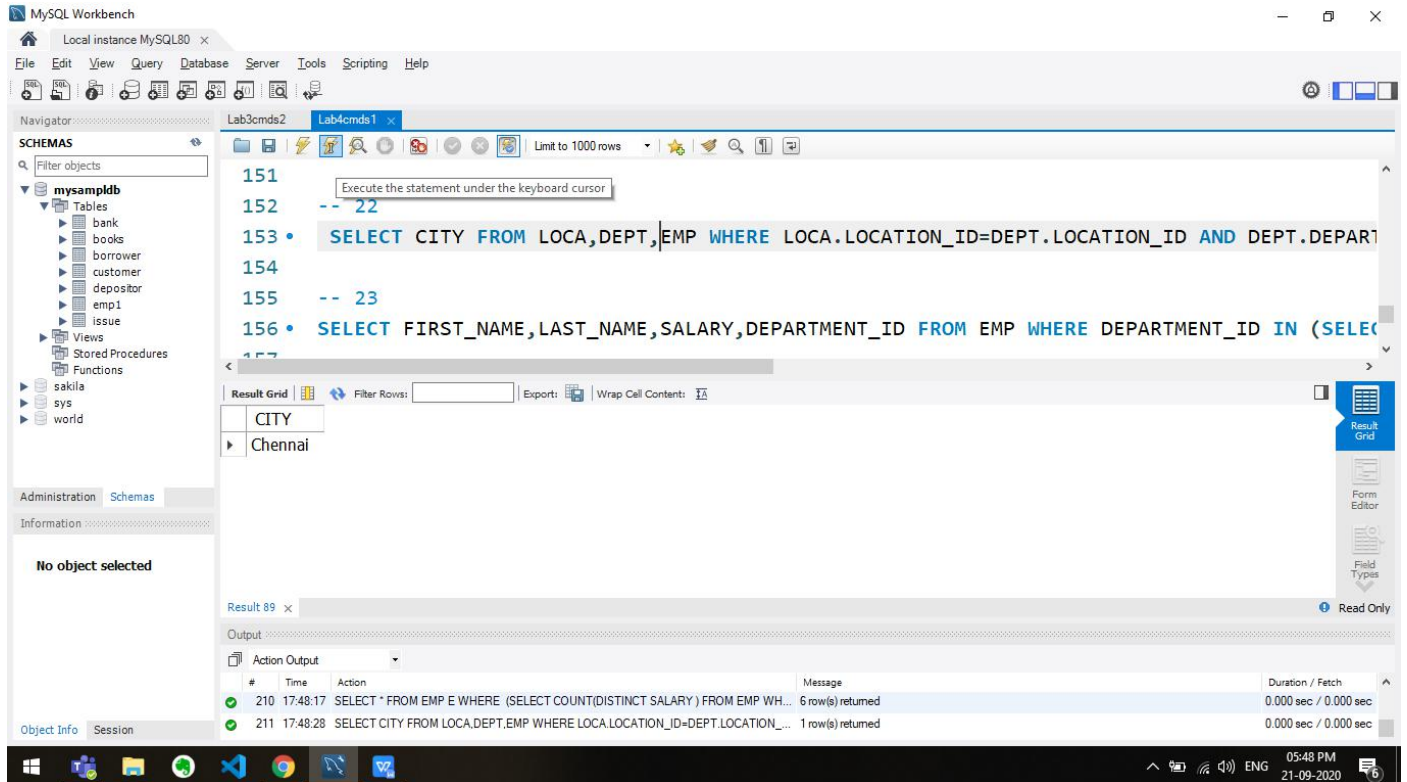 MySQL Workbench
Local instance MySQL80
File Edit View Query Database Server Tools Scripting Help
Navigator
SCHEMAS
Filter objects
mysampldb
Tables
bank
books
borrower
customer
depositor
emp1
issue
Views
Stored Procedures
Functions
sakila
sys
world
Administration Schemas
Information
No object selected
Object Info Session
Lab3cmds2 Lab4cmds1
Limit to 1000 rows
Execute the statement under the keyboard cursor
151
152 -- 22
153 SELECT CITY FROM LOCA,DEPT,EMP WHERE LOCA.LOCATION_ID=DEPT.LOCATION_ID AND DEPT.DEPART
154
155 -- 23
156 SELECT FIRST_NAME,LAST_NAME,SALARY,DEPARTMENT_ID FROM EMP WHERE DEPARTMENT_ID IN (SELEC
157
Result Grid Filter Rows: Export: Wrap Cell Content:
CITY
Chennai
Result Grid
Form Editor
Field Types
Result 89
Read Only
Output
Action Output
# Time Action Message Duration / Fetch
210 17:48:17 SELECT * FROM EMP E WHERE (SELECT COUNT(DISTINCT SALARY ) FROM EMP WH... 6 row(s) returned 0.000 sec / 0.000 sec
211 17:48:28 SELECT CITY FROM LOCA,DEPT,EMP WHERE LOCA.LOCATION_ID=DEPT.LOCATION_... 1 row(s) returned 0.000 sec / 0.000 sec
ENG
05:48 PM
21-09-2020
6